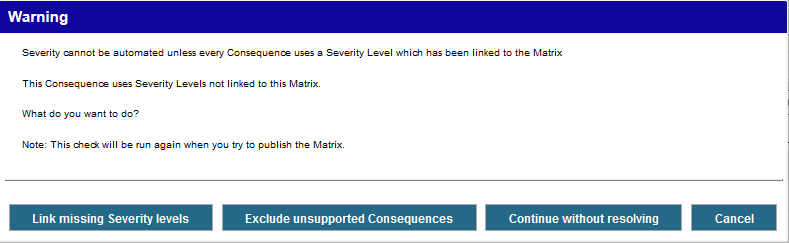 Warning
Severity cannot be automated unless every Consequence uses a Severity Level which has been linked to the Matrix
This Consequence uses Severity Levels not linked to this Matrix.
What do you want to do?
Note: This check will be run again when you try to publish the Matrix.
Link missing Severity levels
Exclude unsupported Consequences
Continue without resolving
Cancel